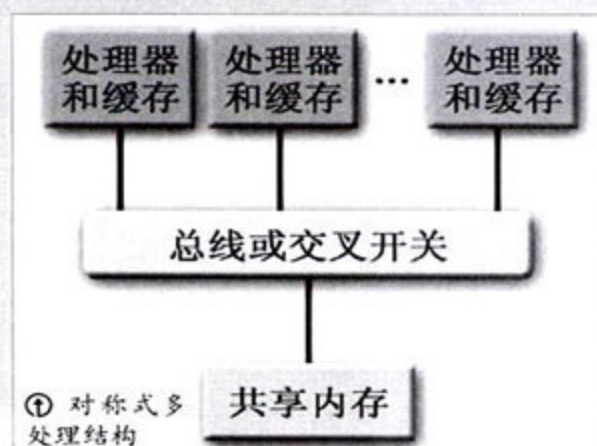 处理器
和缓存
处理器
和缓存
...
处理器
和缓存
总线或交叉开关
共享内存
↑ 对称式多
处理结构